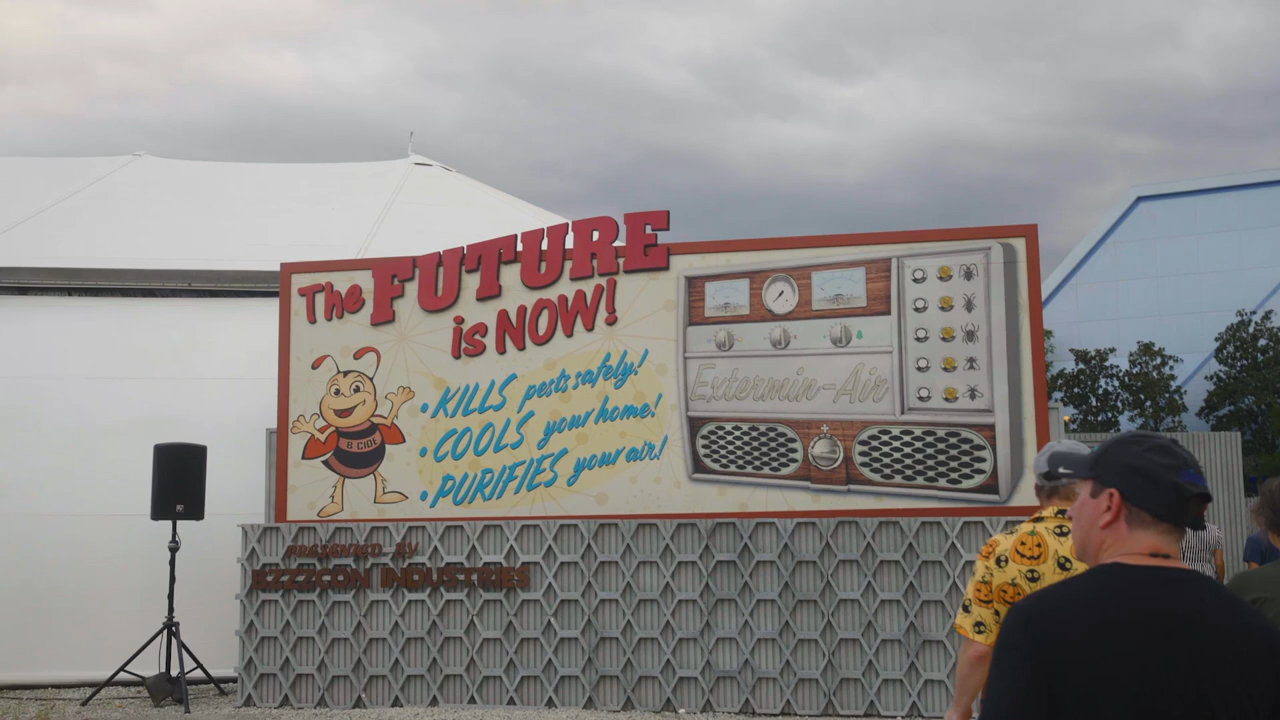 The FUTURE
is NOW!
• KILLS pests safely!
• COOLS your home!
• PURIFIES your air!
B-CIDE
Extermin-Air
PRESENTED BY
BZZZCON INDUSTRIES